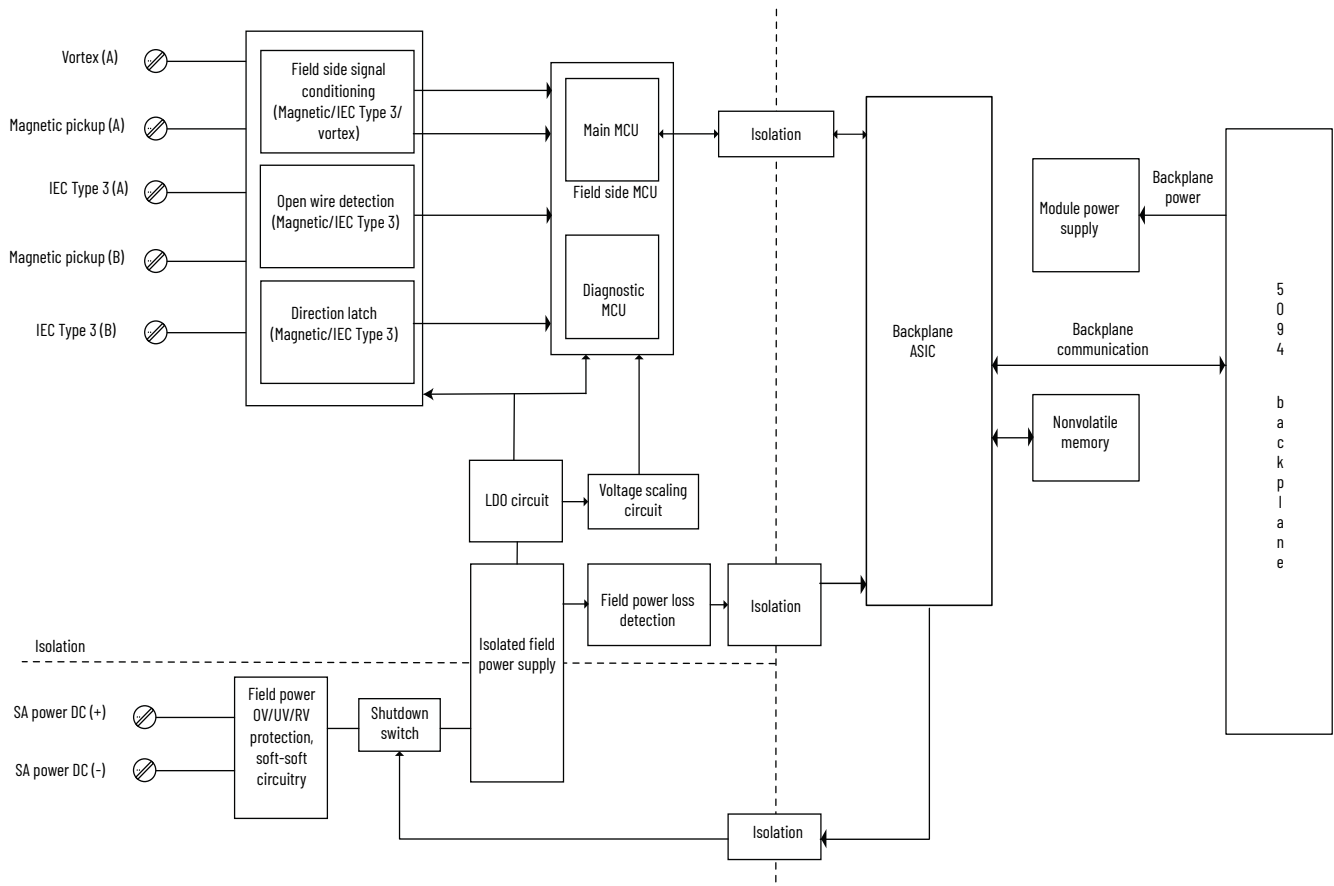 Vortex (A)
Magnetic pickup (A)
IEC Type 3 (A)
Magnetic pickup (B)
IEC Type 3 (B)
Field side signal
conditioning
(Magnetic/IEC Type 3/
vortex)
Open wire detection
(Magnetic/IEC Type 3)
Direction latch
(Magnetic/IEC Type 3)
Main MCU
Field side MCU
Diagnostic
MCU
Isolation
Backplane
ASIC
Module power
supply
Backplane
power
Backplane
communication
Nonvolatile
memory
5
0
9
4
b
a
c
k
p
l
a
n
e
LDO circuit
Voltage scaling
circuit
Isolated field
power supply
Field power loss
detection
Isolation
Isolation
SA power DC (+)
SA power DC (-)
Field power
OV/UV/RV
protection,
soft-soft
circuitry
Shutdown
switch
Isolation